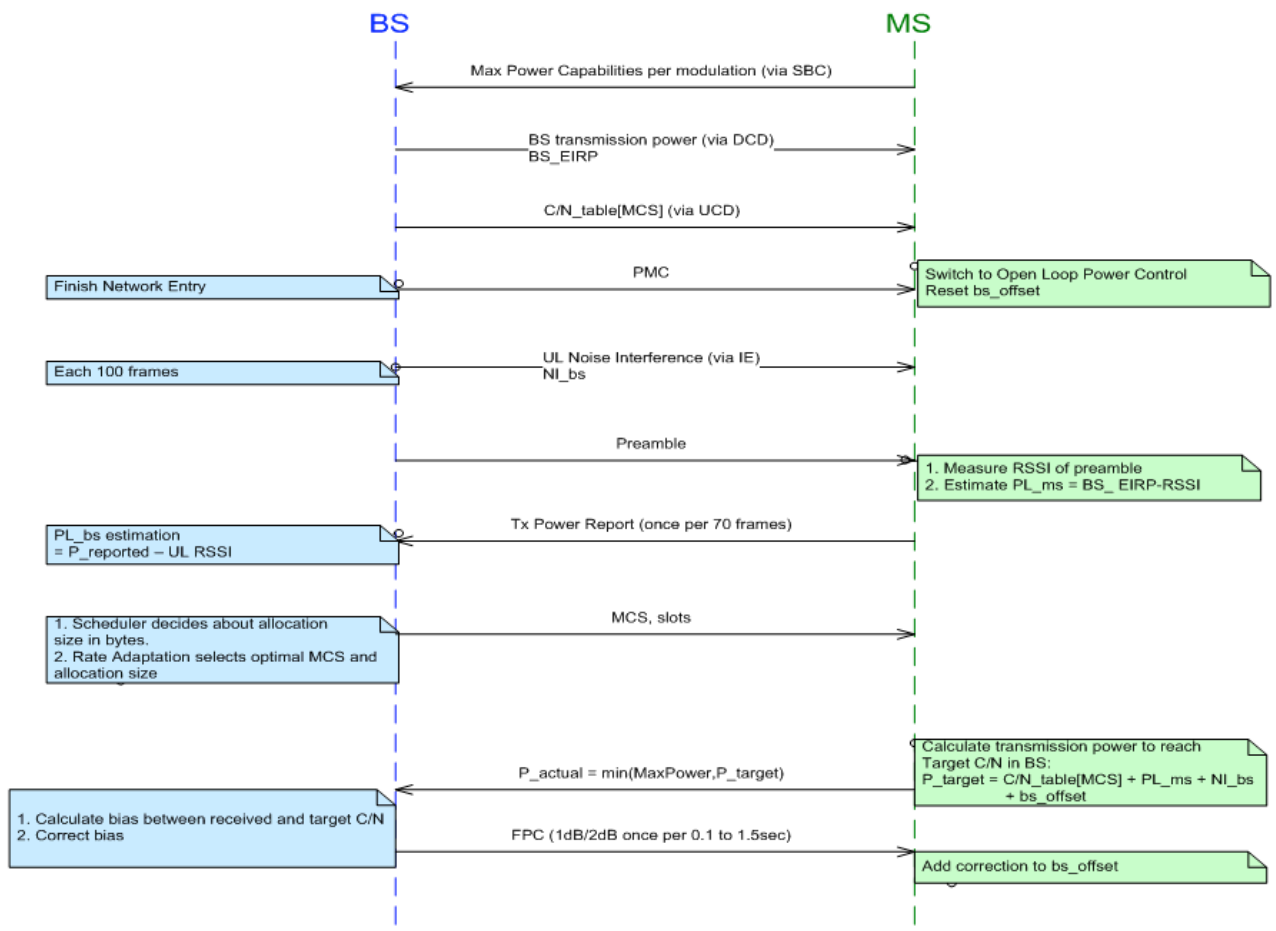 BS
MS
Max Power Capabilities per modulation (via SBC)
BS transmission power (via DCD)
BS_EIRP
C/N_table[MCS] (via UCD)
Finish Network Entry
PMC
Switch to Open Loop Power Control
Reset bs_offset
Each 100 frames
UL Noise Interference (via IE)
NI_bs
Preamble
1. Measure RSSI of preamble
2. Estimate PL_ms = BS_ EIRP-RSSI
PL_bs estimation
= P_reported – UL RSSI
Tx Power Report (once per 70 frames)
1. Scheduler decides about allocation
size in bytes.
2. Rate Adaptation selects optimal MCS and
allocation size
MCS, slots
Calculate transmission power to reach
Target C/N in BS:
P_target = C/N_table[MCS] + PL_ms + NI_bs
+ bs_offset
P_actual = min(MaxPower,P_target)
1. Calculate bias between received and target C/N
2. Correct bias
FPC (1dB/2dB once per 0.1 to 1.5sec)
Add correction to bs_offset